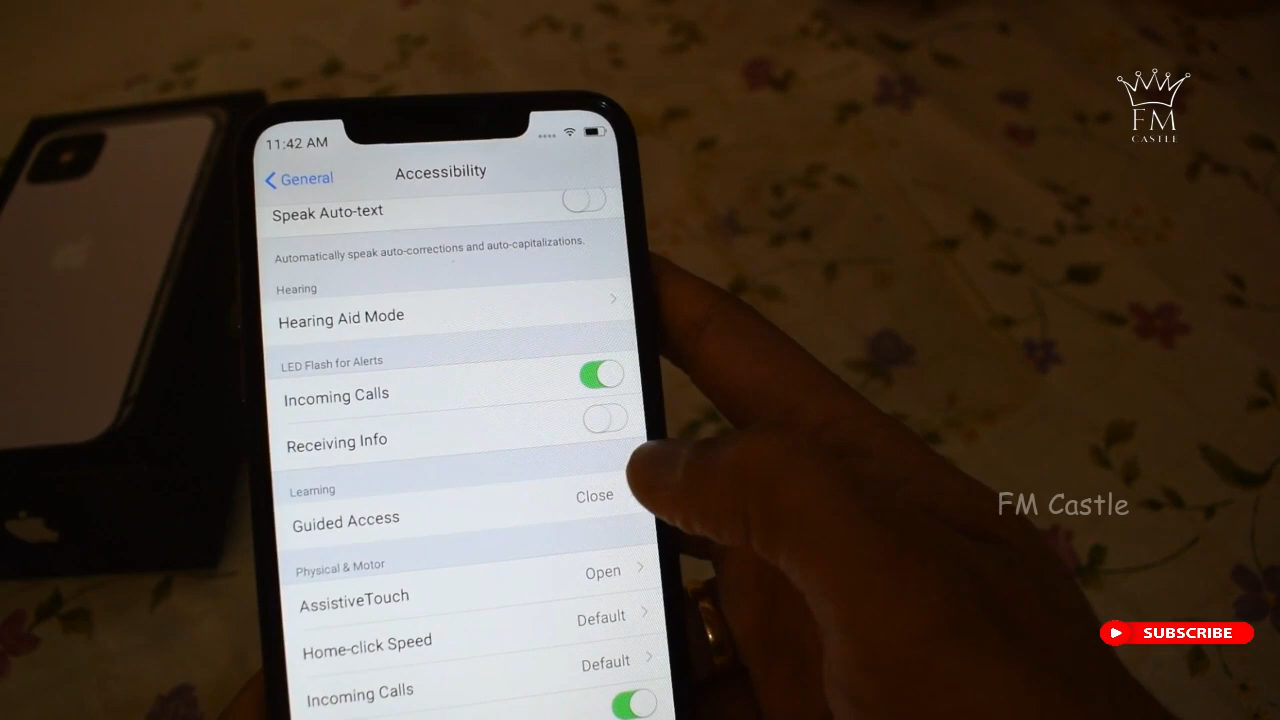 FM
CASTLE
11:42 AM
General
Accessibility
Speak Auto-text
Automatically speak auto-corrections and auto-capitalizations.
Hearing
Hearing Aid Mode
LED Flash for Alerts
Incoming Calls
Receiving Info
Learning
Guided Access Close
Physical & Motor
AssistiveTouch Open
Home-click Speed Default
Incoming Calls Default
FM Castle
SUBSCRIBE